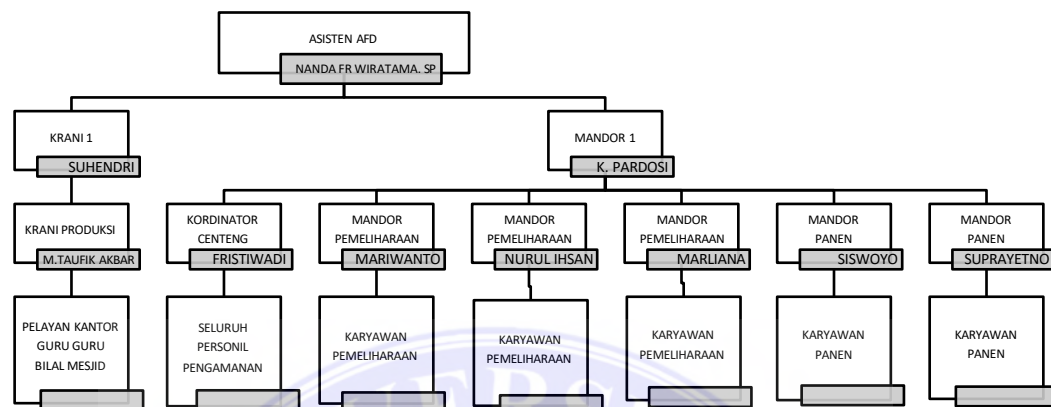 ASISTEN AFD
NANDA FR WIRATAMA. SP
KRANI 1
SUHENDRI
MANDOR 1
K. PARDOSI
KRANI PRODUKSI
M.TAUFIK AKBAR
KORDINATOR
CENTENG
FRISTIWADI
MANDOR
PEMELIHARAAN
MARIWANTO
MANDOR
PEMELIHARAAN
NURUL IHSAN
MANDOR
PEMELIHARAAN
MARLIANA
MANDOR
PANEN
SISWOYO
MANDOR
PANEN
SUPRAYETNO
PELAYAN KANTOR
GURU GURU
BILAL MESJID
SELURUH
PERSONIL
PENGAMANAN
KARYAWAN
PEMELIHARAAN
KARYAWAN
PEMELIHARAAN
KARYAWAN
PEMELIHARAAN
KARYAWAN
PANEN
KARYAWAN
PANEN